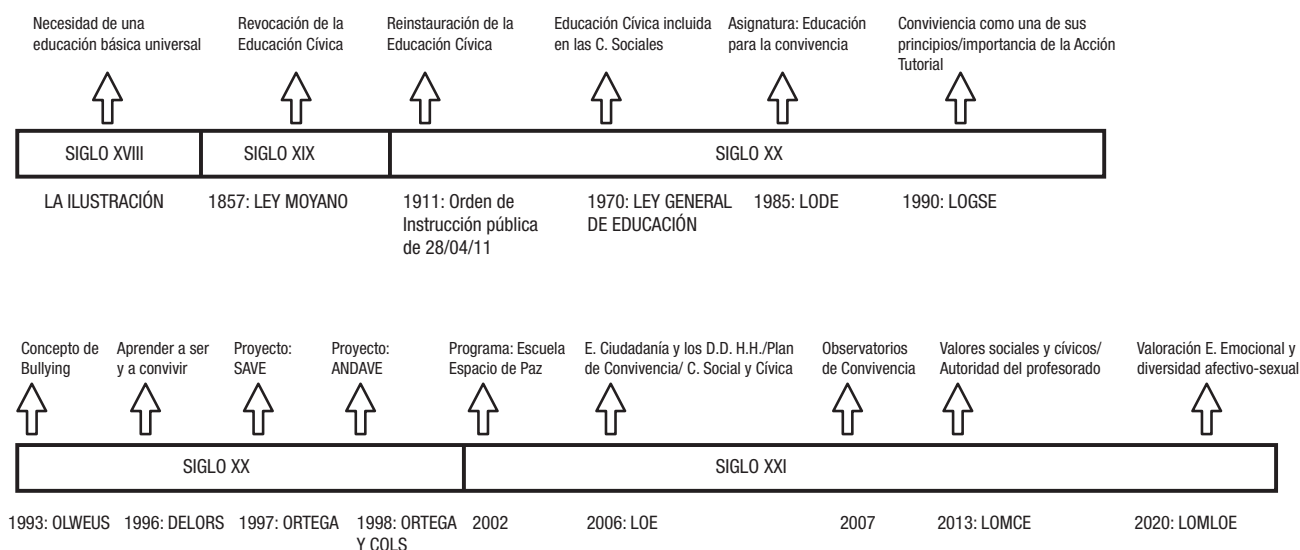 Necesidad de una
educación básica universal
Revocación de la
Educación Cívica
Reinstauración de la
Educación Cívica
Educación Cívica incluida
en las C. Sociales
Asignatura: Educación
para la convivencia
Conviviencia como una de sus
principios/importancia de la Acción
Tutorial
SIGLO XVIII
SIGLO XIX
SIGLO XX
LA ILUSTRACIÓN
1857: LEY MOYANO
1911: Orden de
Instrucción pública
de 28/04/11
1970: LEY GENERAL
DE EDUCACIÓN
1985: LODE
1990: LOGSE
Concepto de
Bullying
Aprender a ser
y a convivir
Proyecto:
SAVE
Proyecto:
ANDAVE
Programa: Escuela
Espacio de Paz
E. Ciudadanía y los D.D. H.H./Plan
de Convivencia/ C. Social y Cívica
Observatorios
de Convivencia
Valores sociales y cívicos/
Autoridad del profesorado
Valoración E. Emocional y
diversidad afectivo-sexual
SIGLO XX
SIGLO XXI
1993: OLWEUS
1996: DELORS
1997: ORTEGA
1998: ORTEGA
Y COLS
2002
2006: LOE
2007
2013: LOMCE
2020: LOMLOE